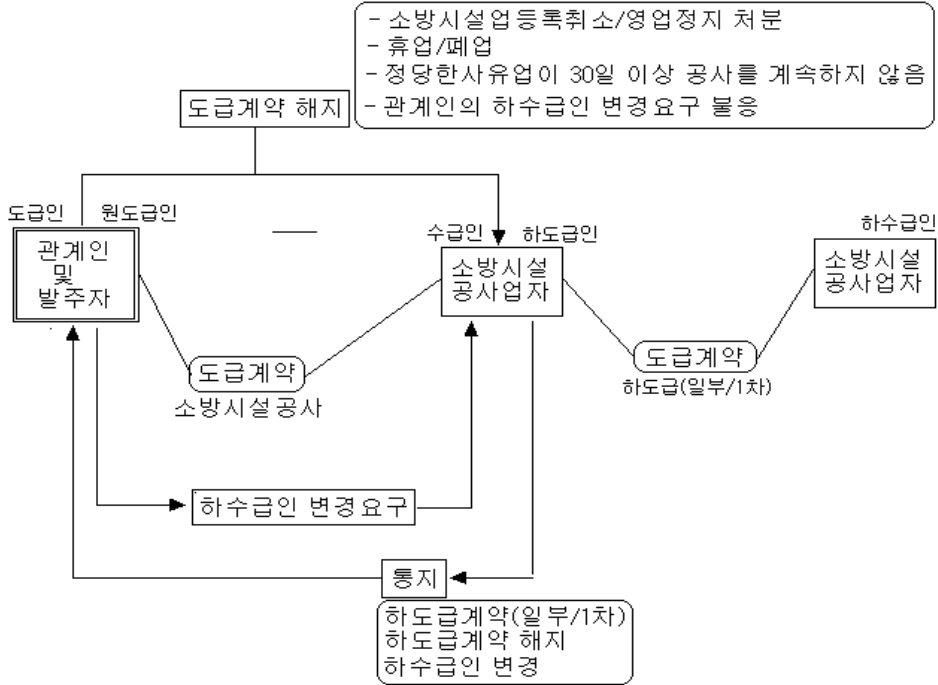 - 소방시설업등록취소/영업정지 처분
- 휴업/폐업
- 정당한사유업이 30일 이상 공사를 계속하지 않음
- 관계인의 하수급인 변경요구 불응
도급계약 해지
도급인 원도급인
수급인 하도급인
하수급인
관계인
및
발주자
소방시설
공사업자
소방시설
공사업자
도급계약
소방시설공사
도급계약
하도급(일부/1차)
하수급인 변경요구
통지
하도급계약(일부/1차)
하도급계약 해지
하수급인 변경